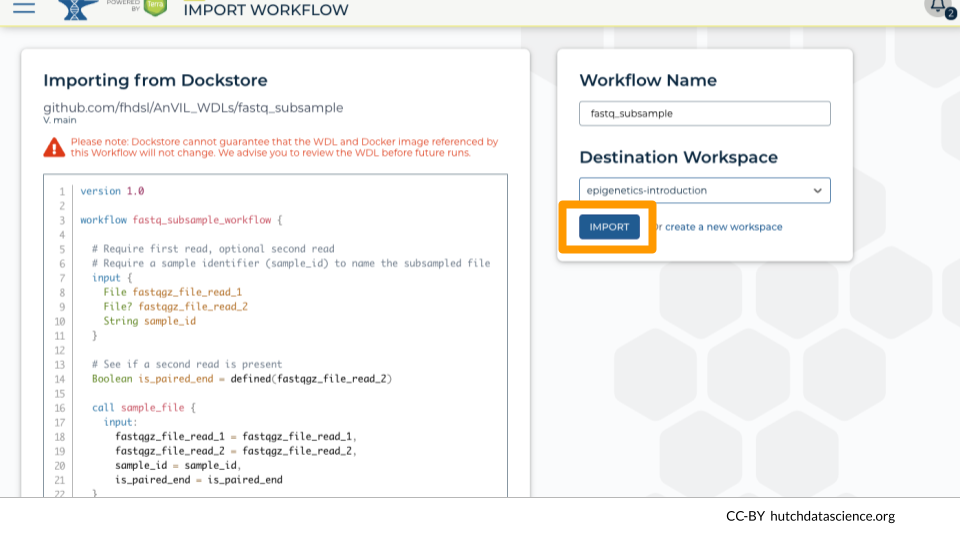 POWERED
BY
Terra
IMPORT WORKFLOW
2
Importing from Dockstore
github.com/fhdsl/AnVIL_WDLs/fastq_subsample
V. main
Please note: Dockstore cannot guarantee that the WDL and Docker image referenced by
this Workflow will not change. We advise you to review the WDL before future runs.
1 version 1.0
2
3 workflow fastq_subsample_workflow {
4
5 # Require first read, optional second read
6 # Require a sample identifier (sample_id) to name the subsampled file
7 input {
8 File fastqgz_file_read_1
9 File? fastqgz_file_read_2
10 String sample_id
11 }
12
13 # See if a second read is present
14 Boolean is_paired_end = defined(fastqgz_file_read_2)
15
16 call sample_file {
17 input:
18 fastqgz_file_read_1 = fastqgz_file_read_1,
19 fastqgz_file_read_2 = fastqgz_file_read_2,
20 sample_id = sample_id,
21 is_paired_end = is_paired_end
22 }
Workflow Name
fastq_subsample
Destination Workspace
epigenetics-introduction
IMPORT
r create a new workspace
CC-BY hutchdatascience.org